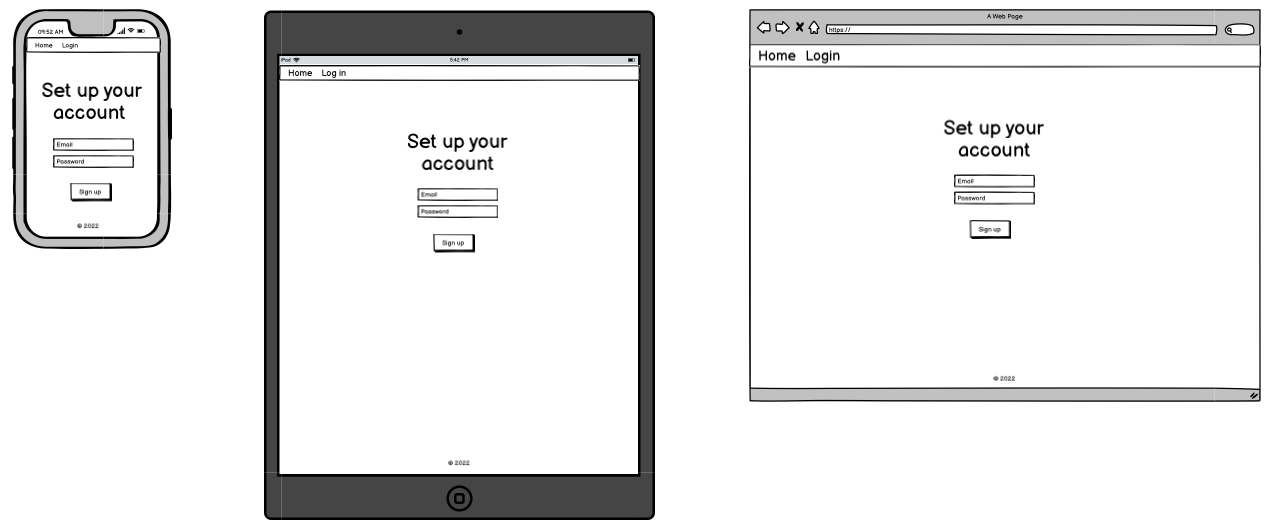 09:52 AM
Home Login
Set up your
account
Email
Password
Sign up
© 2022
iPod 5:42 PM
Home Log in
Set up your
account
Email
Password
Sign up
© 2022
A Web Page
https://
Home Login
Set up your
account
Email
Password
Sign up
© 2022